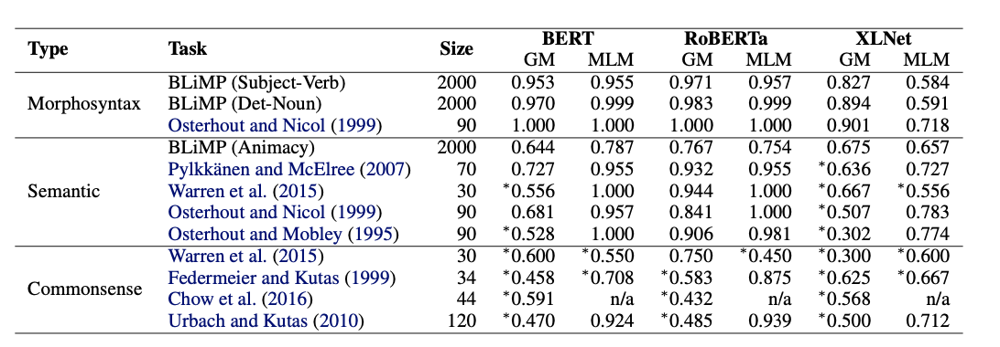 Type Task Size BERT RoBERTa XLNet
GM MLM GM MLM GM MLM
BLiMP (Subject-Verb) 2000 0.953 0.955 0.971 0.957 0.827 0.584
Morphosyntax BLiMP (Det-Noun) 2000 0.970 0.999 0.983 0.999 0.894 0.591
Osterhout and Nicol (1999) 90 1.000 1.000 1.000 1.000 0.901 0.718
BLiMP (Animacy) 2000 0.644 0.787 0.767 0.754 0.675 0.657
Pylkkänen and McElree (2007) 70 0.727 0.955 0.932 0.955 *0.636 0.727
Semantic Warren et al. (2015) 30 *0.556 1.000 0.944 1.000 *0.667 *0.556
Osterhout and Nicol (1999) 90 0.681 0.957 0.841 1.000 *0.507 0.783
Osterhout and Mobley (1995) 90 *0.528 1.000 0.906 0.981 *0.302 0.774
Warren et al. (2015) 30 *0.600 *0.550 0.750 *0.450 *0.300 *0.600
Commonsense Federmeier and Kutas (1999) 34 *0.458 *0.708 *0.583 0.875 *0.625 *0.667
Chow et al. (2016) 44 *0.591 n/a *0.432 n/a *0.568 n/a
Urbach and Kutas (2010) 120 *0.470 0.924 *0.485 0.939 *0.500 0.712